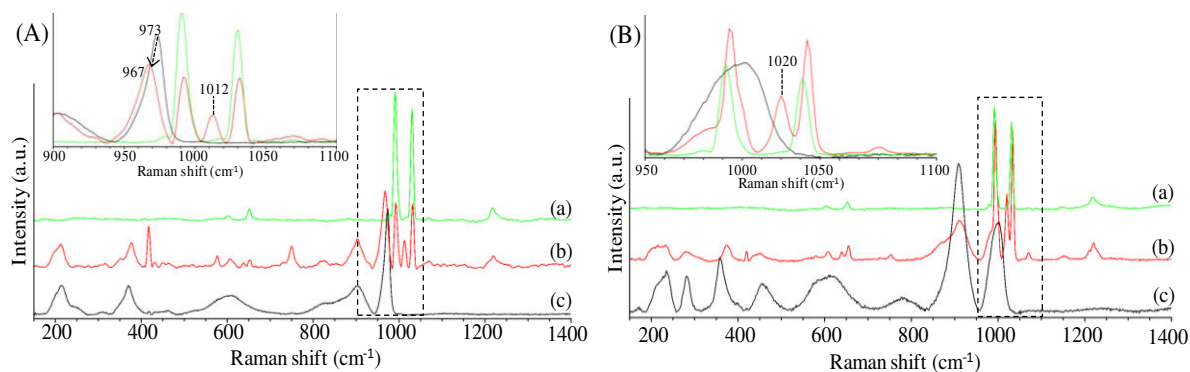 (A)
973
967
1012
900 950 1000 1050 1100
Raman shift (cm-1)
Intensity (a.u.)
(a)
(b)
(c)
200 400 600 800 1000 1200 1400
Raman shift (cm-1)
(B)
1020
950 1000 1050 1100
Raman shift (cm-1)
Intensity (a.u.)
(a)
(b)
(c)
200 400 600 800 1000 1200 1400
Raman shift (cm-1)